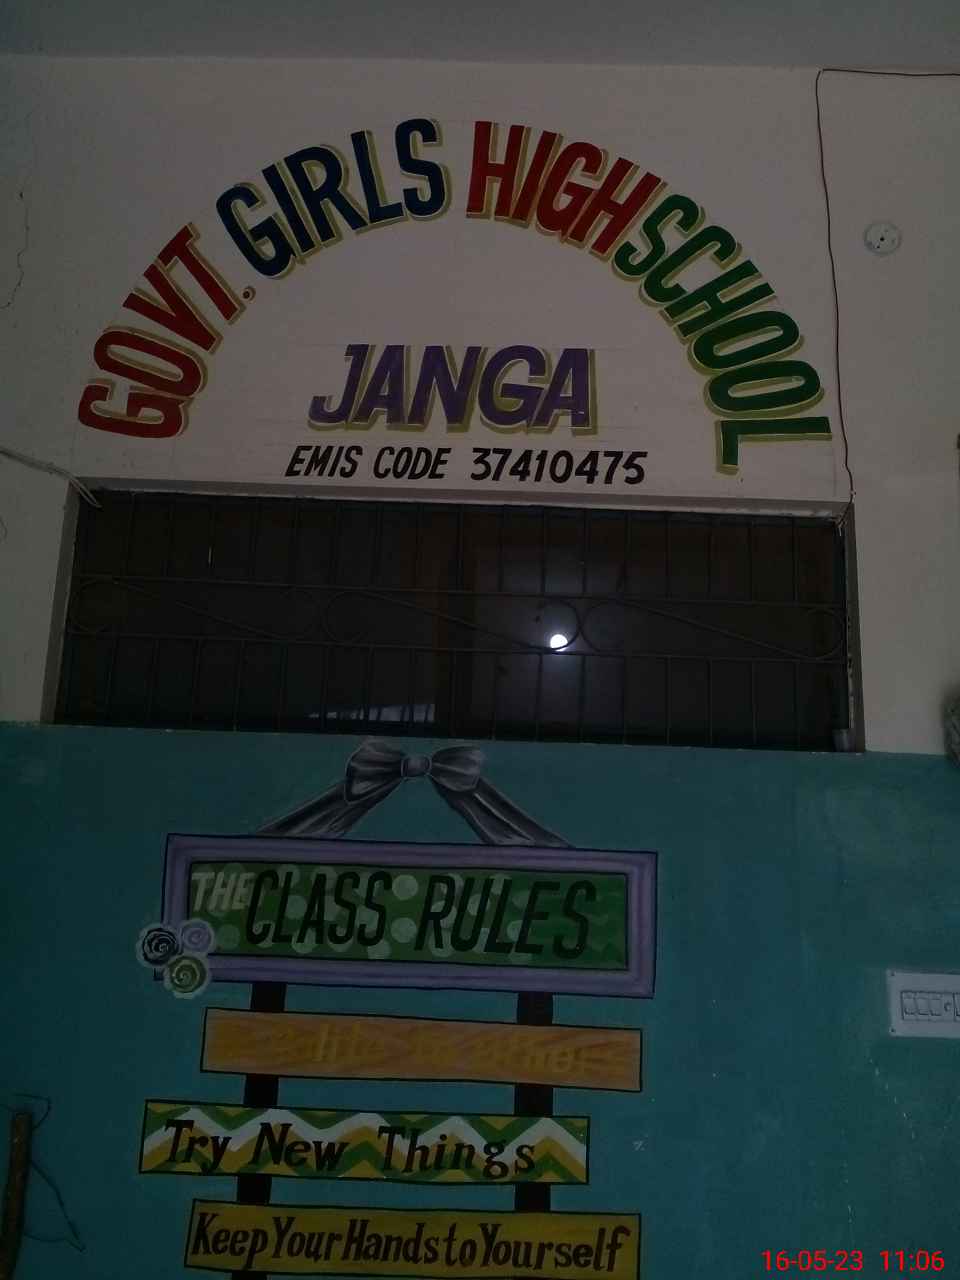 GOVT. GIRLS HIGH SCHOOL
JANGA
EMIS CODE 37410475
THE CLASS RULES
Try New Things
Keep Your Hands to Yourself
16-05-23 11:06